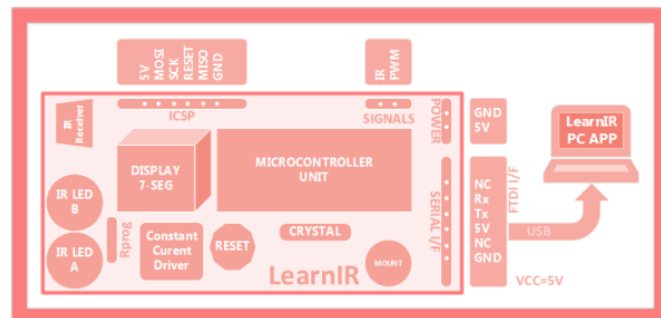 5V
MOSI
SCK
RESET
MISO
GND
IR
PWM
ICSP
SIGNALS
POWER
GND
5V
LearnIR
PC APP
IR
Receiver
DISPLAY
7-SEG
MICROCONTROLLER
UNIT
SERIAL I/F
NC
Rx
Tx
5V
NC
GND
FTDI I/F
USB
IR LED
B
IR LED
A
Rprog
Constant
Curent
Driver
RESET
CRYSTAL
MOUNT
LearnIR
VCC=5V